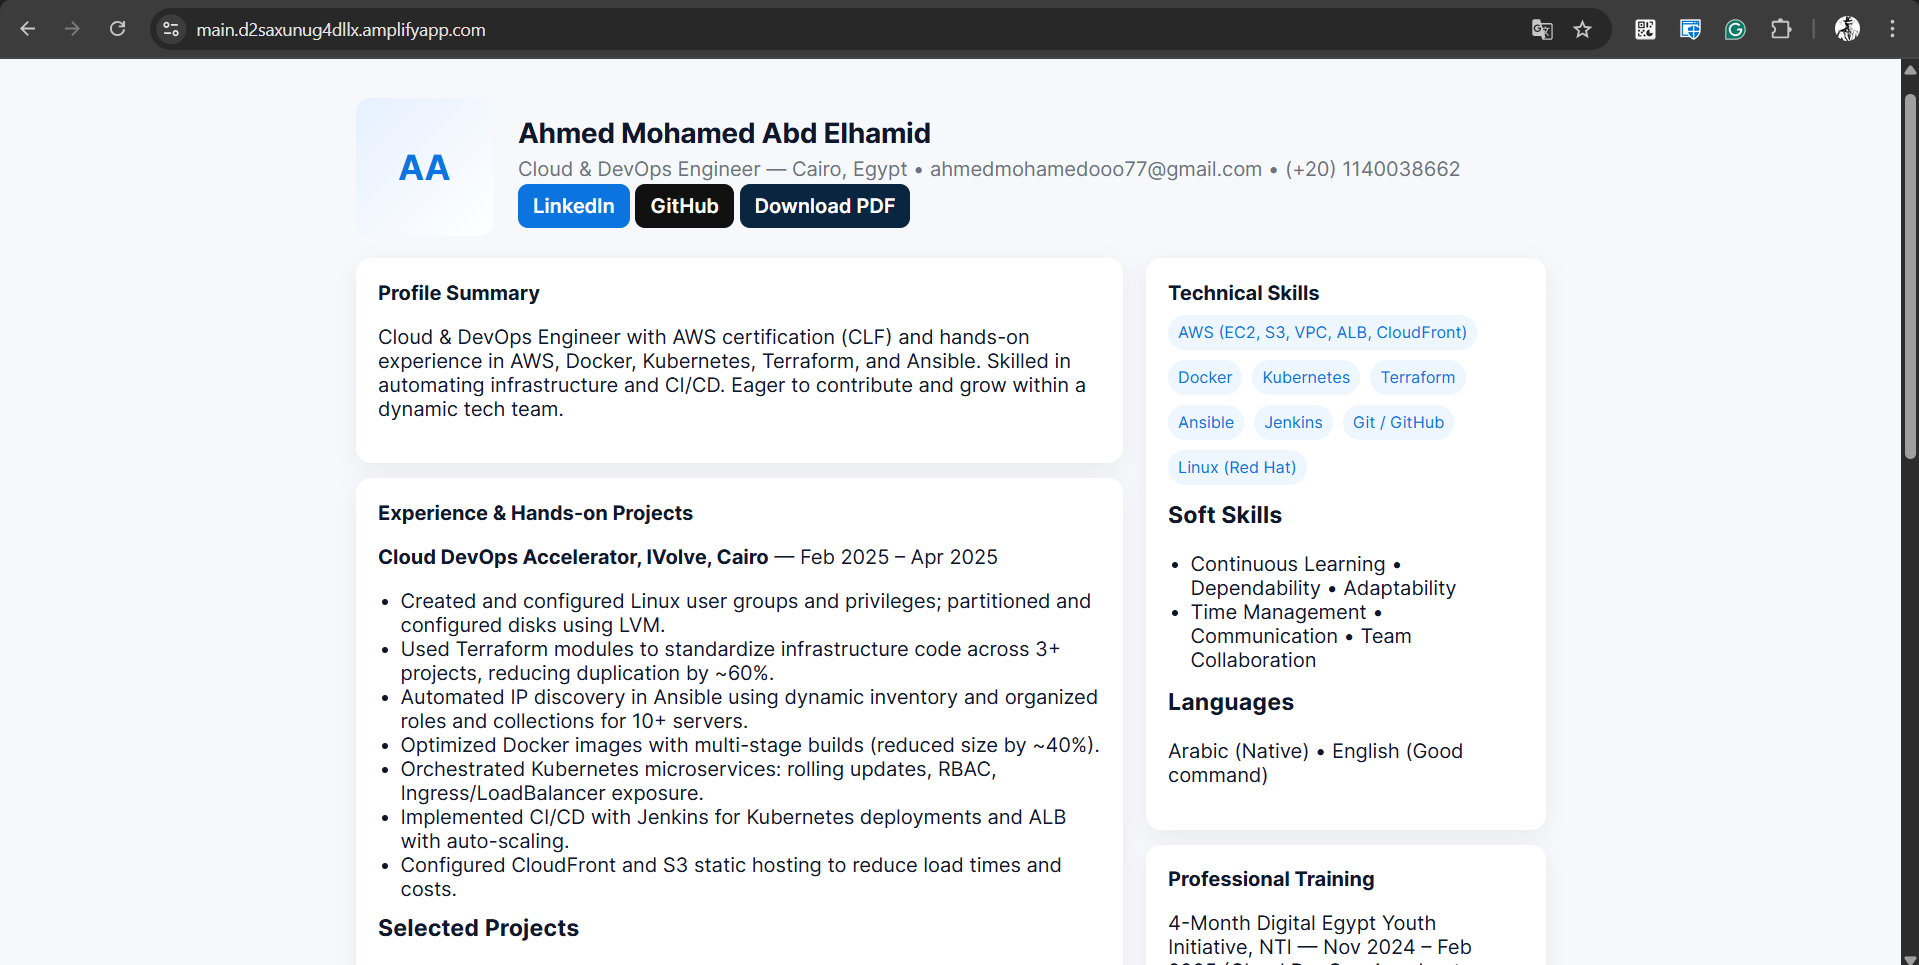 main.d2saxunug4dllx.amplifyapp.com
AA
Ahmed Mohamed Abd Elhamid
Cloud & DevOps Engineer — Cairo, Egypt • ahmedmohamedooo77@gmail.com • (+20) 1140038662
LinkedIn GitHub Download PDF
Profile Summary
Cloud & DevOps Engineer with AWS certification (CLF) and hands-on
experience in AWS, Docker, Kubernetes, Terraform, and Ansible. Skilled in
automating infrastructure and CI/CD. Eager to contribute and grow within a
dynamic tech team.
Experience & Hands-on Projects
Cloud DevOps Accelerator, IVolve, Cairo — Feb 2025 – Apr 2025
• Created and configured Linux user groups and privileges; partitioned and
configured disks using LVM.
• Used Terraform modules to standardize infrastructure code across 3+
projects, reducing duplication by ~60%.
• Automated IP discovery in Ansible using dynamic inventory and organized
roles and collections for 10+ servers.
• Optimized Docker images with multi-stage builds (reduced size by ~40%).
• Orchestrated Kubernetes microservices: rolling updates, RBAC,
Ingress/LoadBalancer exposure.
• Implemented CI/CD with Jenkins for Kubernetes deployments and ALB
with auto-scaling.
• Configured CloudFront and S3 static hosting to reduce load times and
costs.
Selected Projects
Technical Skills
AWS (EC2, S3, VPC, ALB, CloudFront)
Docker Kubernetes Terraform
Ansible Jenkins Git / GitHub
Linux (Red Hat)
Soft Skills
• Continuous Learning •
Dependability • Adaptability
• Time Management •
Communication • Team
Collaboration
Languages
Arabic (Native) • English (Good
command)
Professional Training
4-Month Digital Egypt Youth
Initiative, NTI — Nov 2024 – Feb